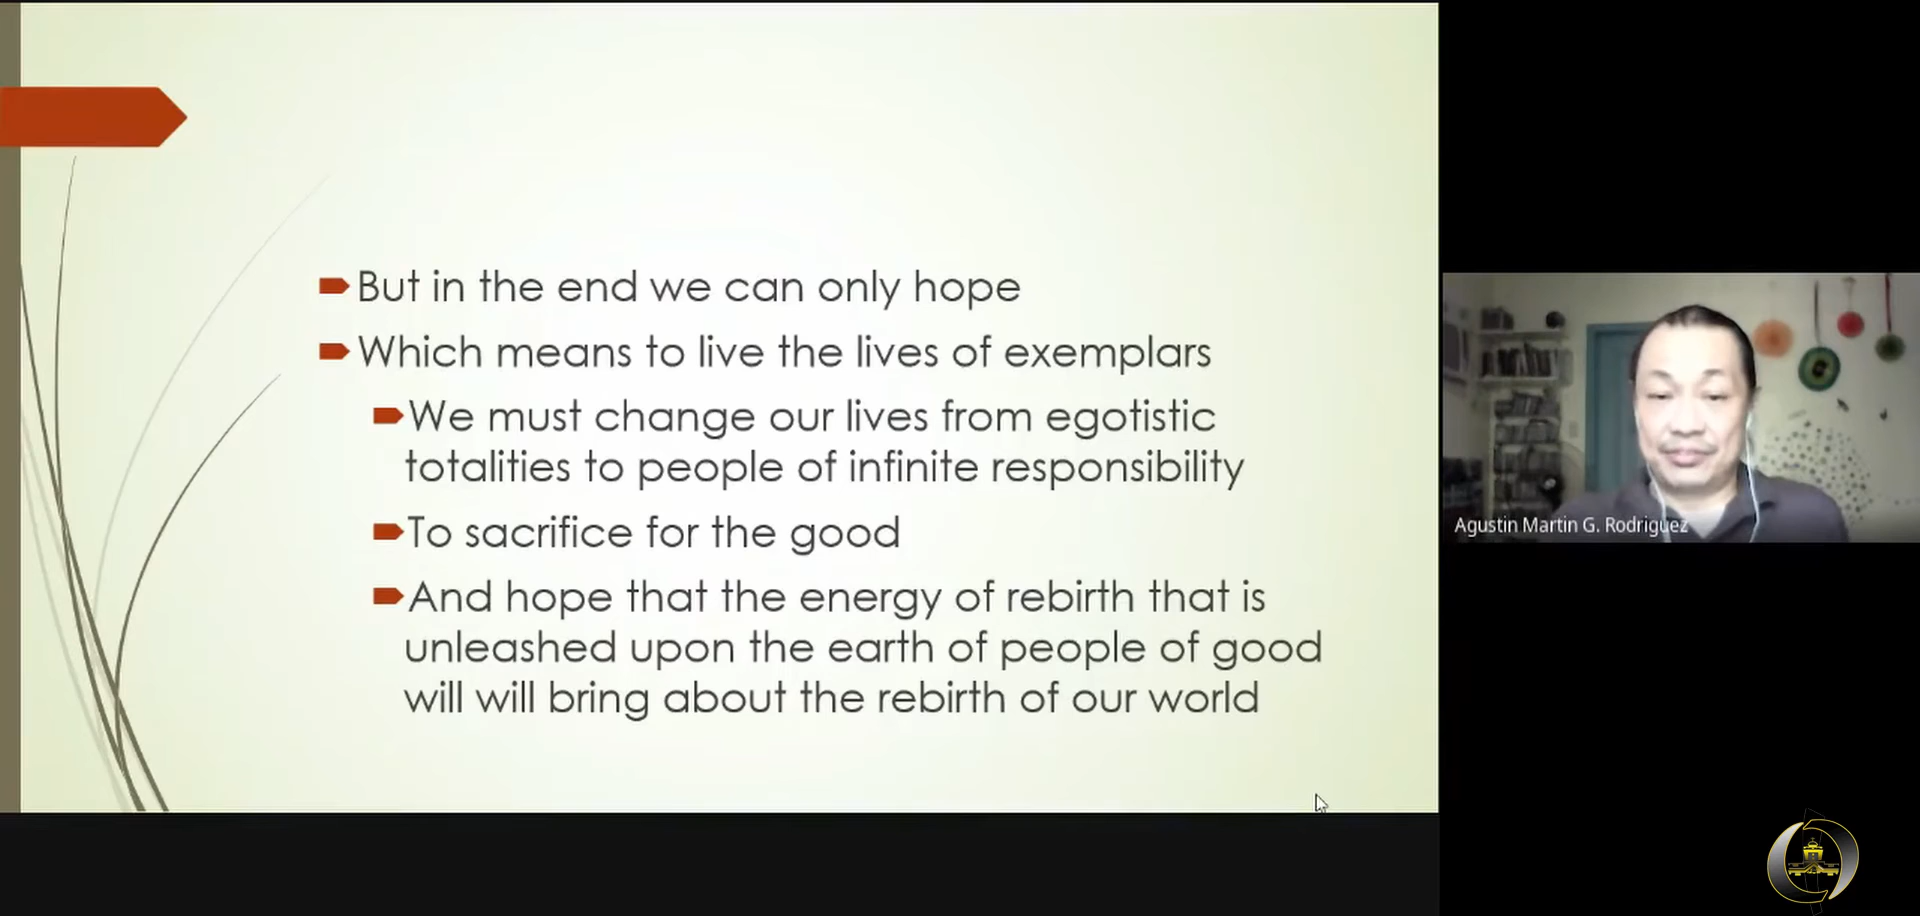 But in the end we can only hope
Which means to live the lives of exemplars
We must change our lives from egotistic
totalities to people of infinite responsibility
To sacrifice for the good
And hope that the energy of rebirth that is
unleashed upon the earth of people of good
will will bring about the rebirth of our world
Agustin Martin G. Rodriguez